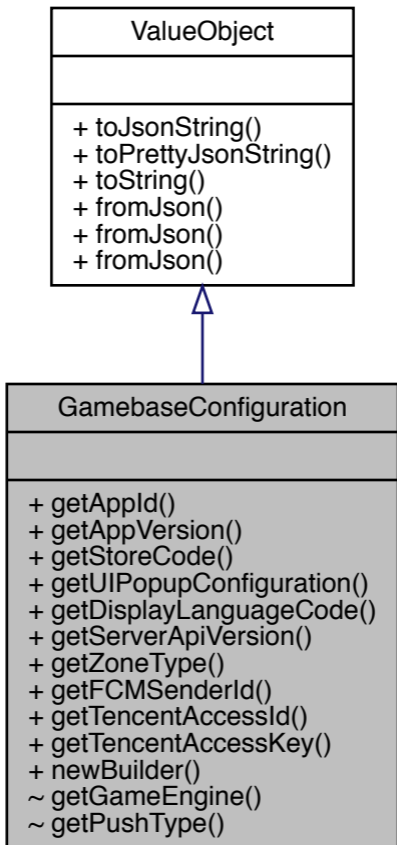 ValueObject
+ toJsonString()
+ toPrettyJsonString()
+ toString()
+ fromJson()
+ fromJson()
+ fromJson()
GamebaseConfiguration
+ getAppId()
+ getAppVersion()
+ getStoreCode()
+ getUIPopupConfiguration()
+ getDisplayLanguageCode()
+ getServerApiVersion()
+ getZoneType()
+ getFCMSenderId()
+ getTencentAccessId()
+ getTencentAccessKey()
+ newBuilder()
~ getGameEngine()
~ getPushType()